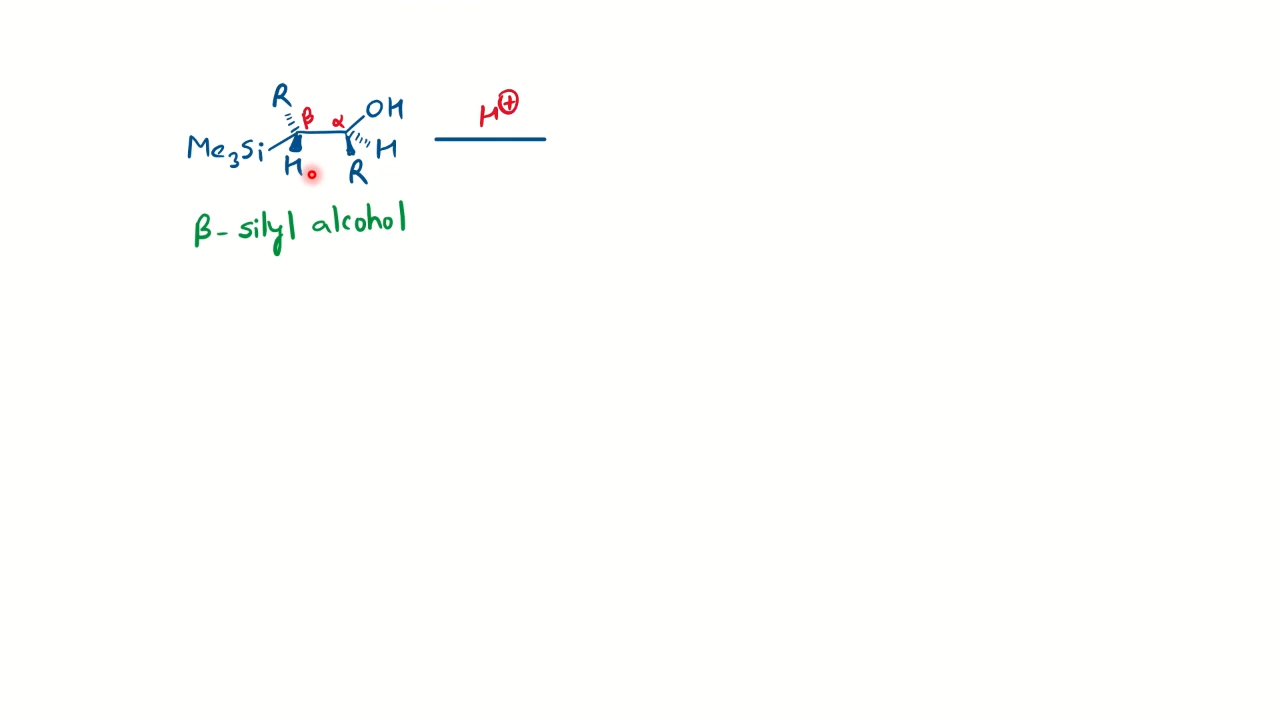 R
β α OH
H⊕
Me₃Si H
H R
β- silyl alcohol